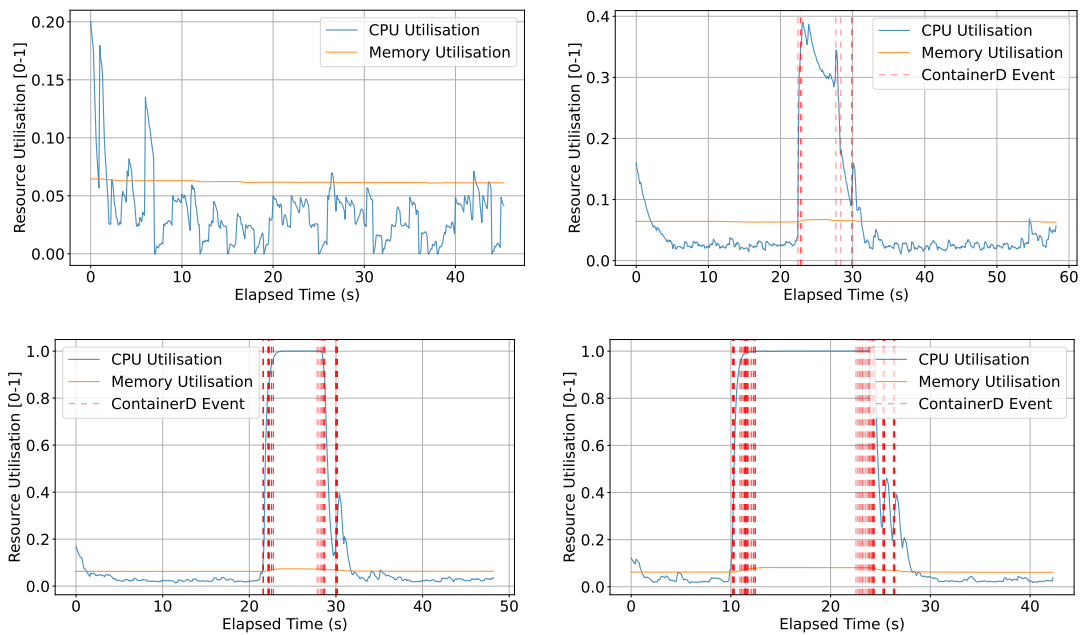 Resource Utilisation [0-1]
0.20
0.15
0.10
0.05
0.00
CPU Utilisation
Memory Utilisation
0 10 20 30 40
Elapsed Time (s)
Resource Utilisation [0-1]
0.4
0.3
0.2
0.1
0.0
CPU Utilisation
Memory Utilisation
ContainerD Event
0 10 20 30 40 50 60
Elapsed Time (s)
Resource Utilisation [0-1]
1.0
0.8
0.6
0.4
0.2
0.0
CPU Utilisation
Memory Utilisation
ContainerD Event
0 10 20 30 40 50
Elapsed Time (s)
Resource Utilisation [0-1]
1.0
0.8
0.6
0.4
0.2
0.0
CPU Utilisation
Memory Utilisation
ContainerD Event
0 10 20 30 40
Elapsed Time (s)